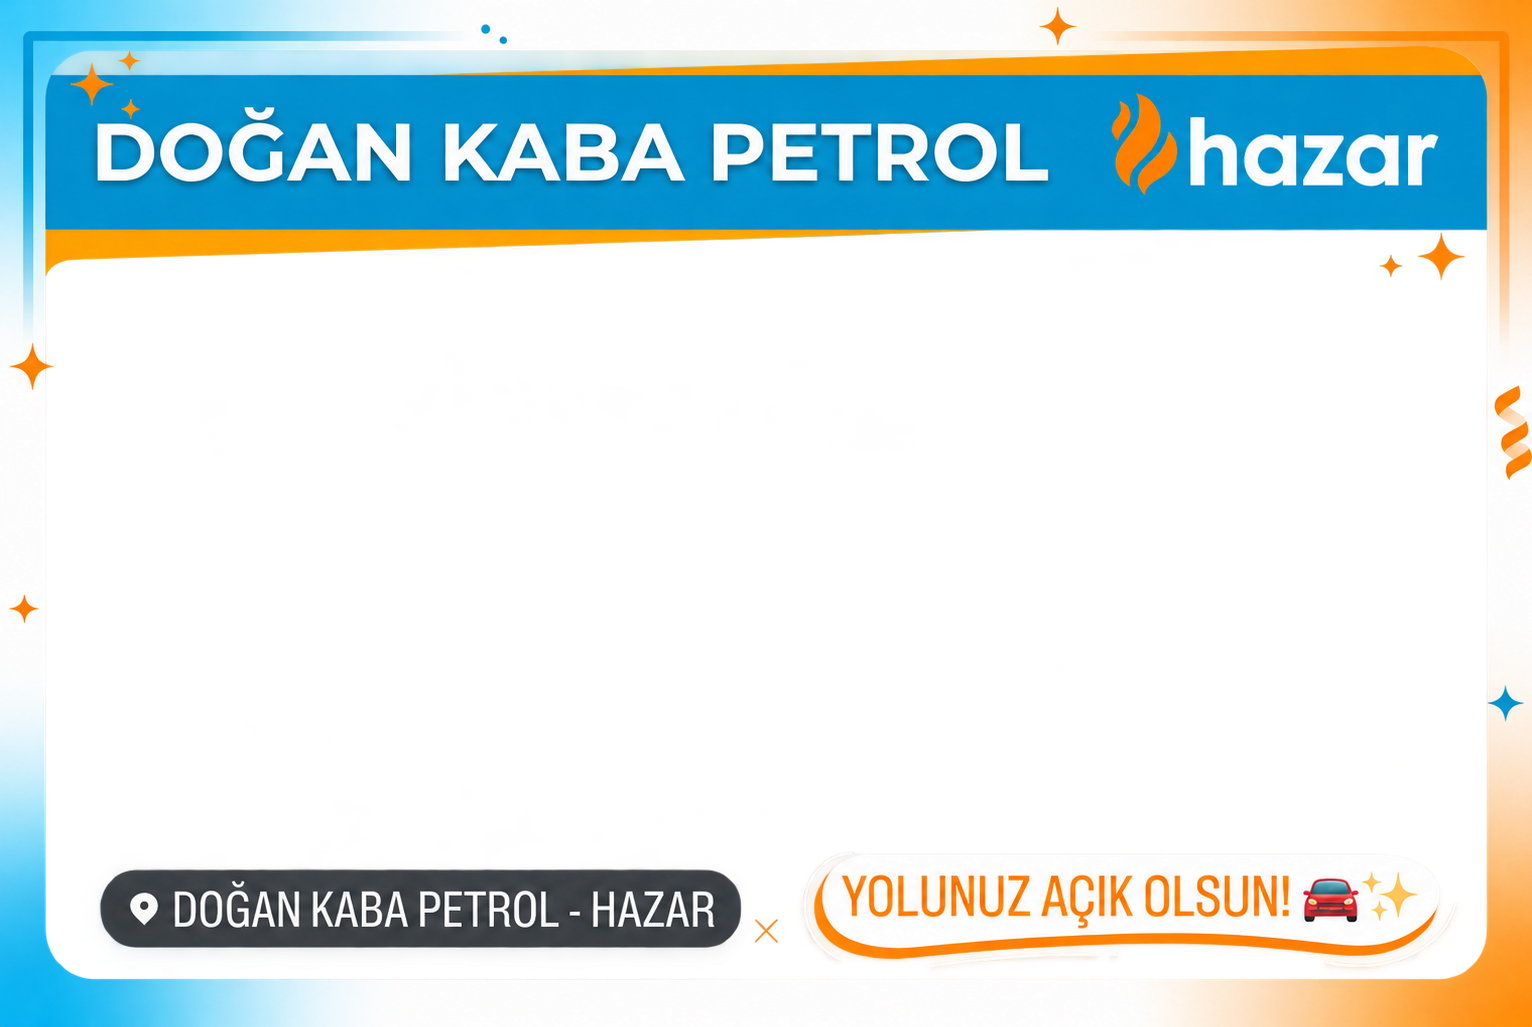 DOĞAN KABA PETROL
hazar
DOĞAN KABA PETROL - HAZAR
YOLUNUZ AÇIK OLSUN! 🚘✨